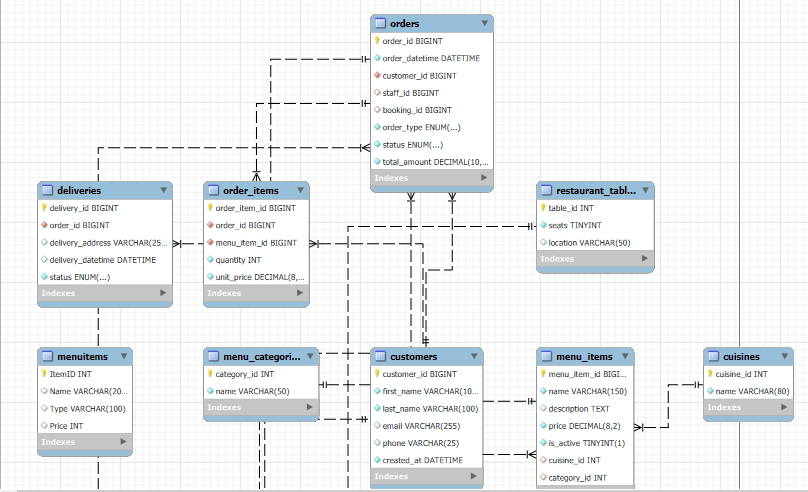 orders
order_id BIGINT
order_datetime DATETIME
customer_id BIGINT
staff_id BIGINT
booking_id BIGINT
order_type ENUM(...)
status ENUM(...)
total_amount DECIMAL(10,...
Indexes
deliveries
delivery_id BIGINT
order_id BIGINT
delivery_address VARCHAR(25...
delivery_datetime DATETIME
status ENUM(...)
Indexes
order_items
order_item_id BIGINT
order_id BIGINT
menu_item_id BIGINT
quantity INT
unit_price DECIMAL(8,...
Indexes
restaurant_tabl...
table_id INT
seats TINYINT
location VARCHAR(50)
Indexes
menuitems
ItemID INT
Name VARCHAR(20...
Type VARCHAR(100)
Price INT
Indexes
menu_categori...
category_id INT
name VARCHAR(50)
Indexes
customers
customer_id BIGINT
first_name VARCHAR(10...
last_name VARCHAR(100)
email VARCHAR(255)
phone VARCHAR(25)
created_at DATETIME
Indexes
menu_items
menu_item_id BIGI...
name VARCHAR(150)
description TEXT
price DECIMAL(8,2)
is_active TINYINT(1)
cuisine_id INT
category_id INT
cuisines
cuisine_id INT
name VARCHAR(80)
Indexes